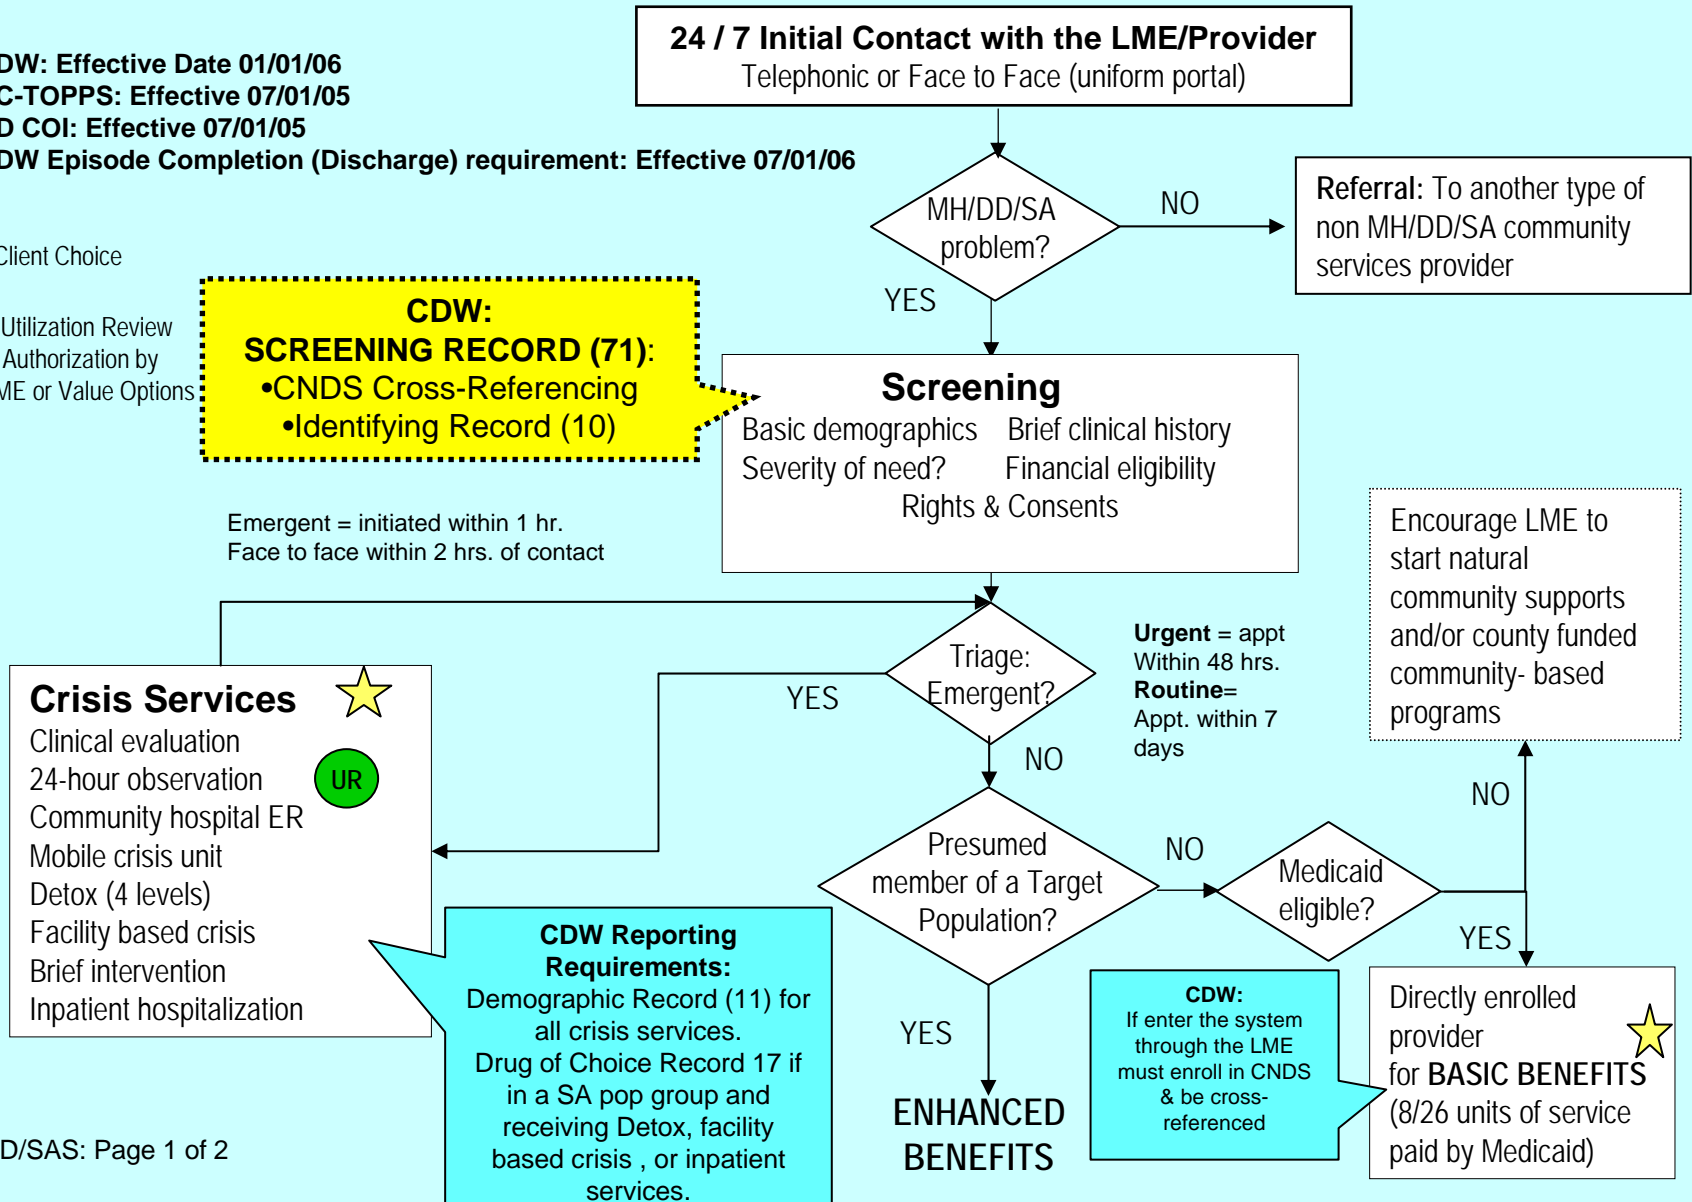 24 / 7 Initial Contact with the LME/Provider
Telephonic or Face to Face (uniform portal)
DW: Effective Date 01/01/06
C-TOPPS: Effective 07/01/05
D COI: Effective 07/01/05
DW Episode Completion (Discharge) requirement: Effective 07/01/06
MH/DD/SA
problem?
NO
Referral: To another type of
non MH/DD/SA community
services provider
YES
Client Choice
Utilization Review
Authorization by
ME or Value Options
CDW:
SCREENING RECORD (71):
•CNDS Cross-Referencing
•Identifying Record (10)
Screening
Basic demographics Brief clinical history
Severity of need? Financial eligibility
Rights & Consents
Emergent = initiated within 1 hr.
Face to face within 2 hrs. of contact
Encourage LME to
start natural
community supports
and/or county funded
community- based
programs
Triage:
Emergent?
YES
NO
Urgent = appt
Within 48 hrs.
Routine=
Appt. within 7
days
Crisis Services
Clinical evaluation
24-hour observation
UR
Community hospital ER
Mobile crisis unit
Detox (4 levels)
Facility based crisis
Brief intervention
Inpatient hospitalization
Presumed
member of a Target
Population?
NO
Medicaid
eligible?
NO
YES
YES
CDW Reporting
Requirements:
Demographic Record (11) for
all crisis services.
Drug of Choice Record 17 if
in a SA pop group and
receiving Detox, facility
based crisis , or inpatient
services.
ENHANCED
BENEFITS
CDW:
If enter the system
through the LME
must enroll in CNDS
& be cross-
referenced
Directly enrolled
provider
for BASIC BENEFITS
(8/26 units of service
paid by Medicaid)
D/SAS: Page 1 of 2